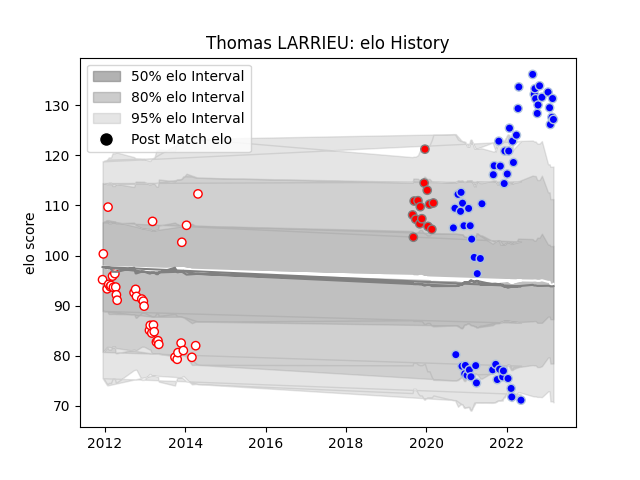 Thomas LARRIEU: elo History
50% elo Interval
80% elo Interval
95% elo Interval
Post Match elo
elo score
130
120
110
100
90
80
70
2012
2014
2016
2018
2020
2022